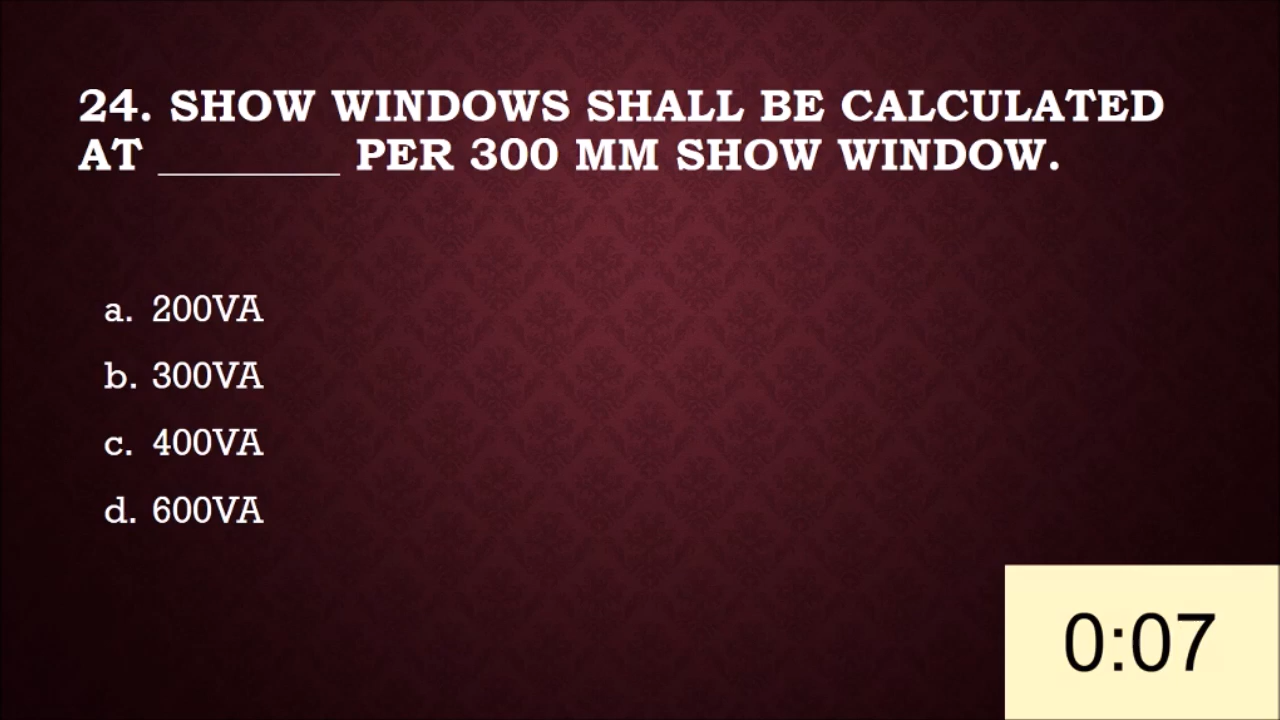 24. SHOW WINDOWS SHALL BE CALCULATED
AT ________ PER 300 MM SHOW WINDOW.
a. 200VA
b. 300VA
c. 400VA
d. 600VA
0:07